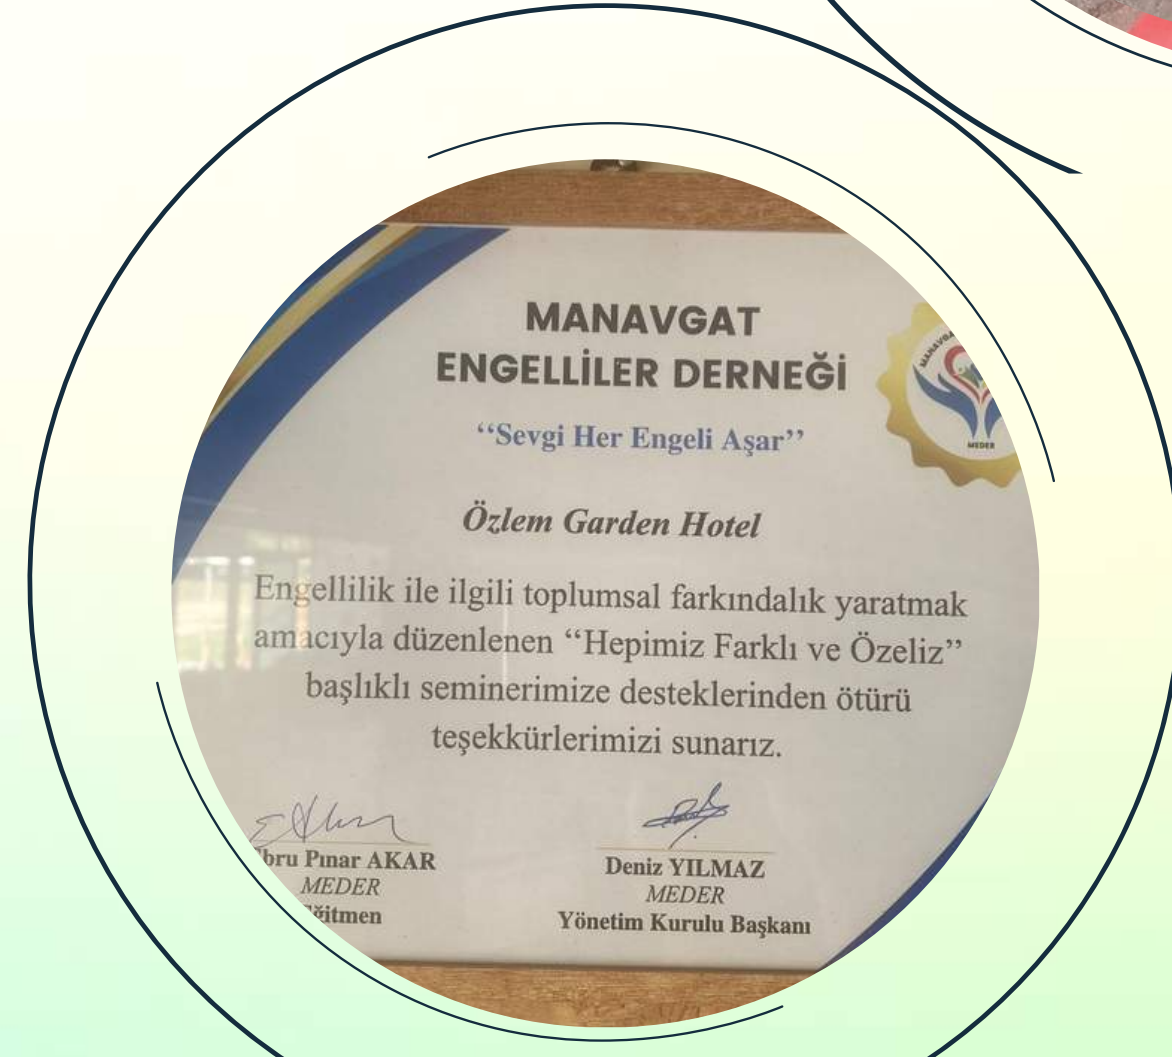 MANAVGAT
ENGELLİLER DERNEĞİ
‘‘Sevgi Her Engeli Aşar’’
MEDER
Özlem Garden Hotel
Engellilik ile ilgili toplumsal farkındalık yaratmak
amacıyla düzenlenen ‘‘Hepimiz Farklı ve Özeliz’’
başlıklı seminerimize desteklerinden ötürü
teşekkürlerimizi sunarız.
Pınar AKAR
MEDER
Deniz YILMAZ
MEDER
Yönetim Kurulu Başkanı